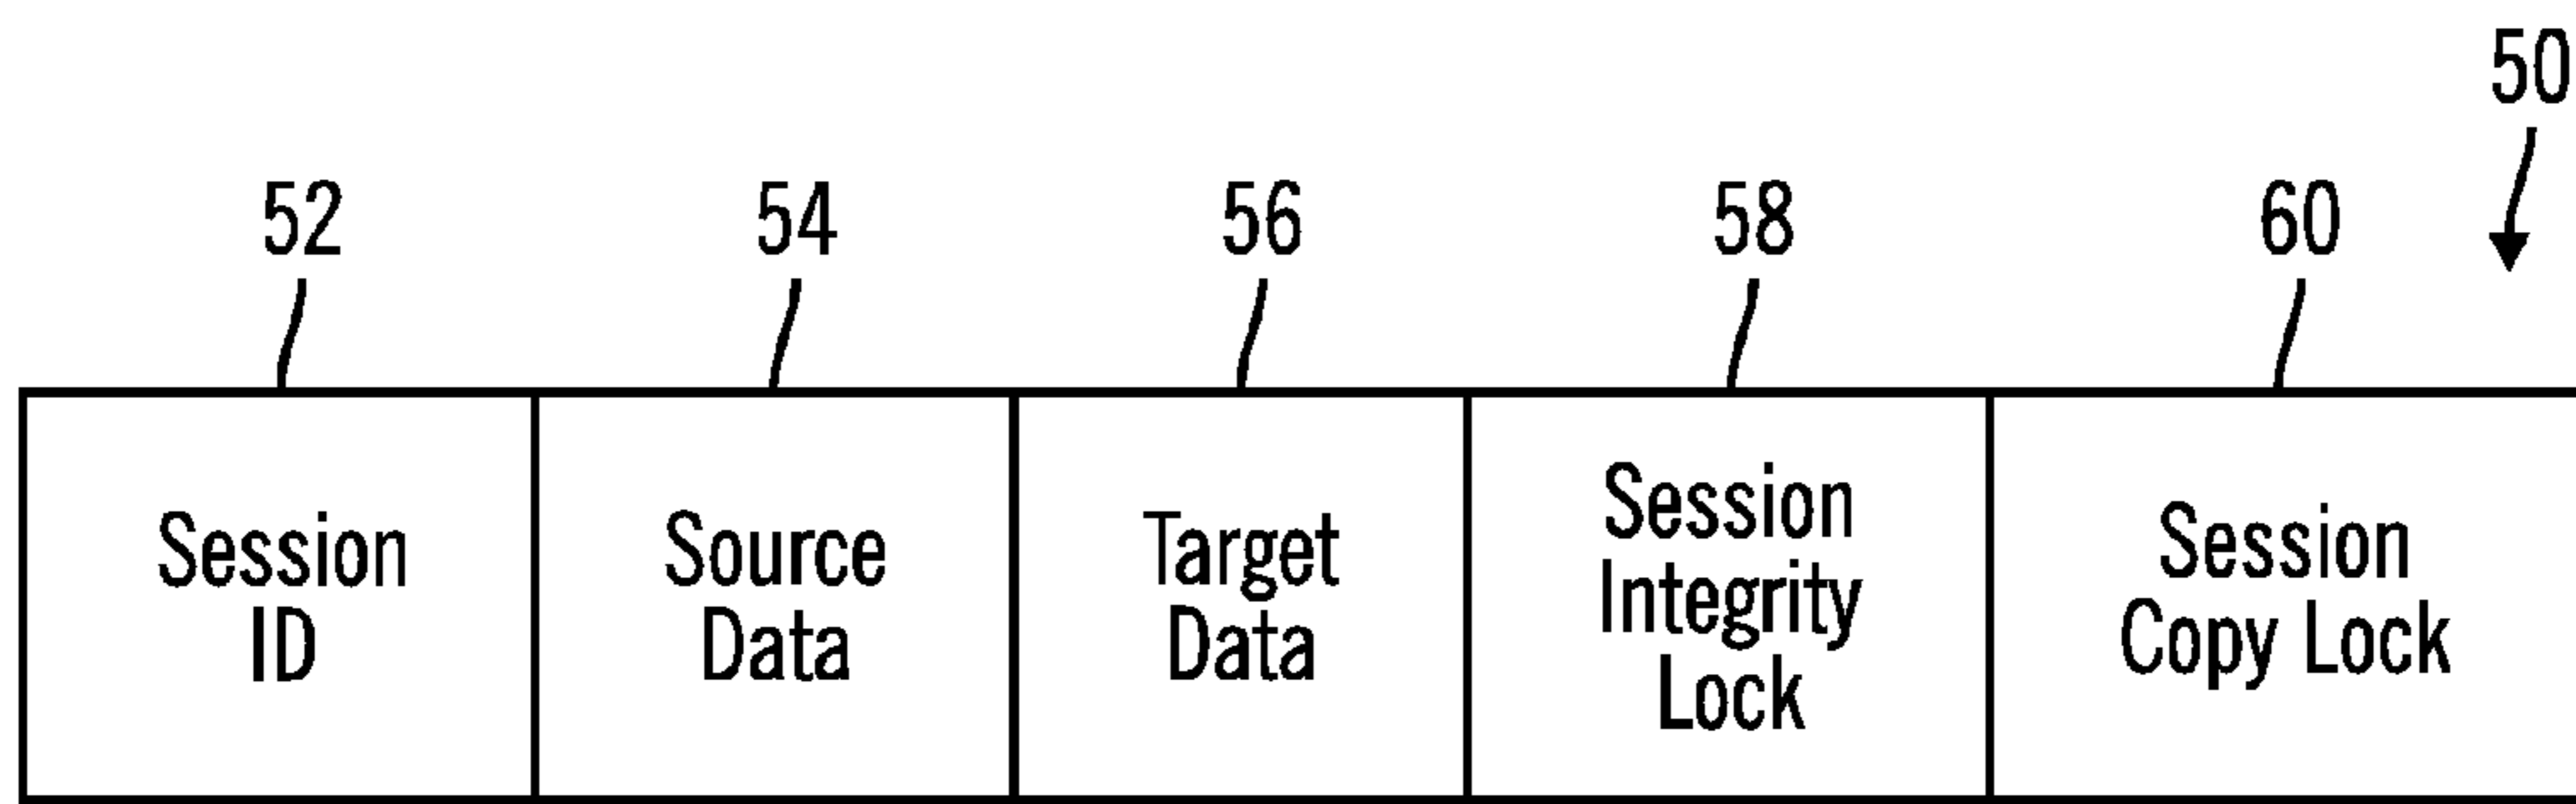 50
52 54 56 58 60
Session
ID
Source
Data
Target
Data
Session
Integrity
Lock
Session
Copy Lock